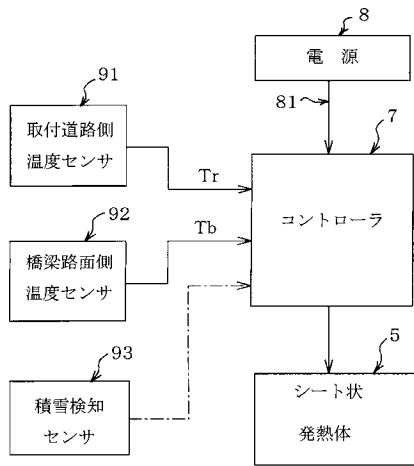 8
電 源
91
81
7
取付道路側
温度センサ
Tr
コントローラ
92
Tb
橋梁路面側
温度センサ
93
5
積雪検知
センサ
シート状
発熱体